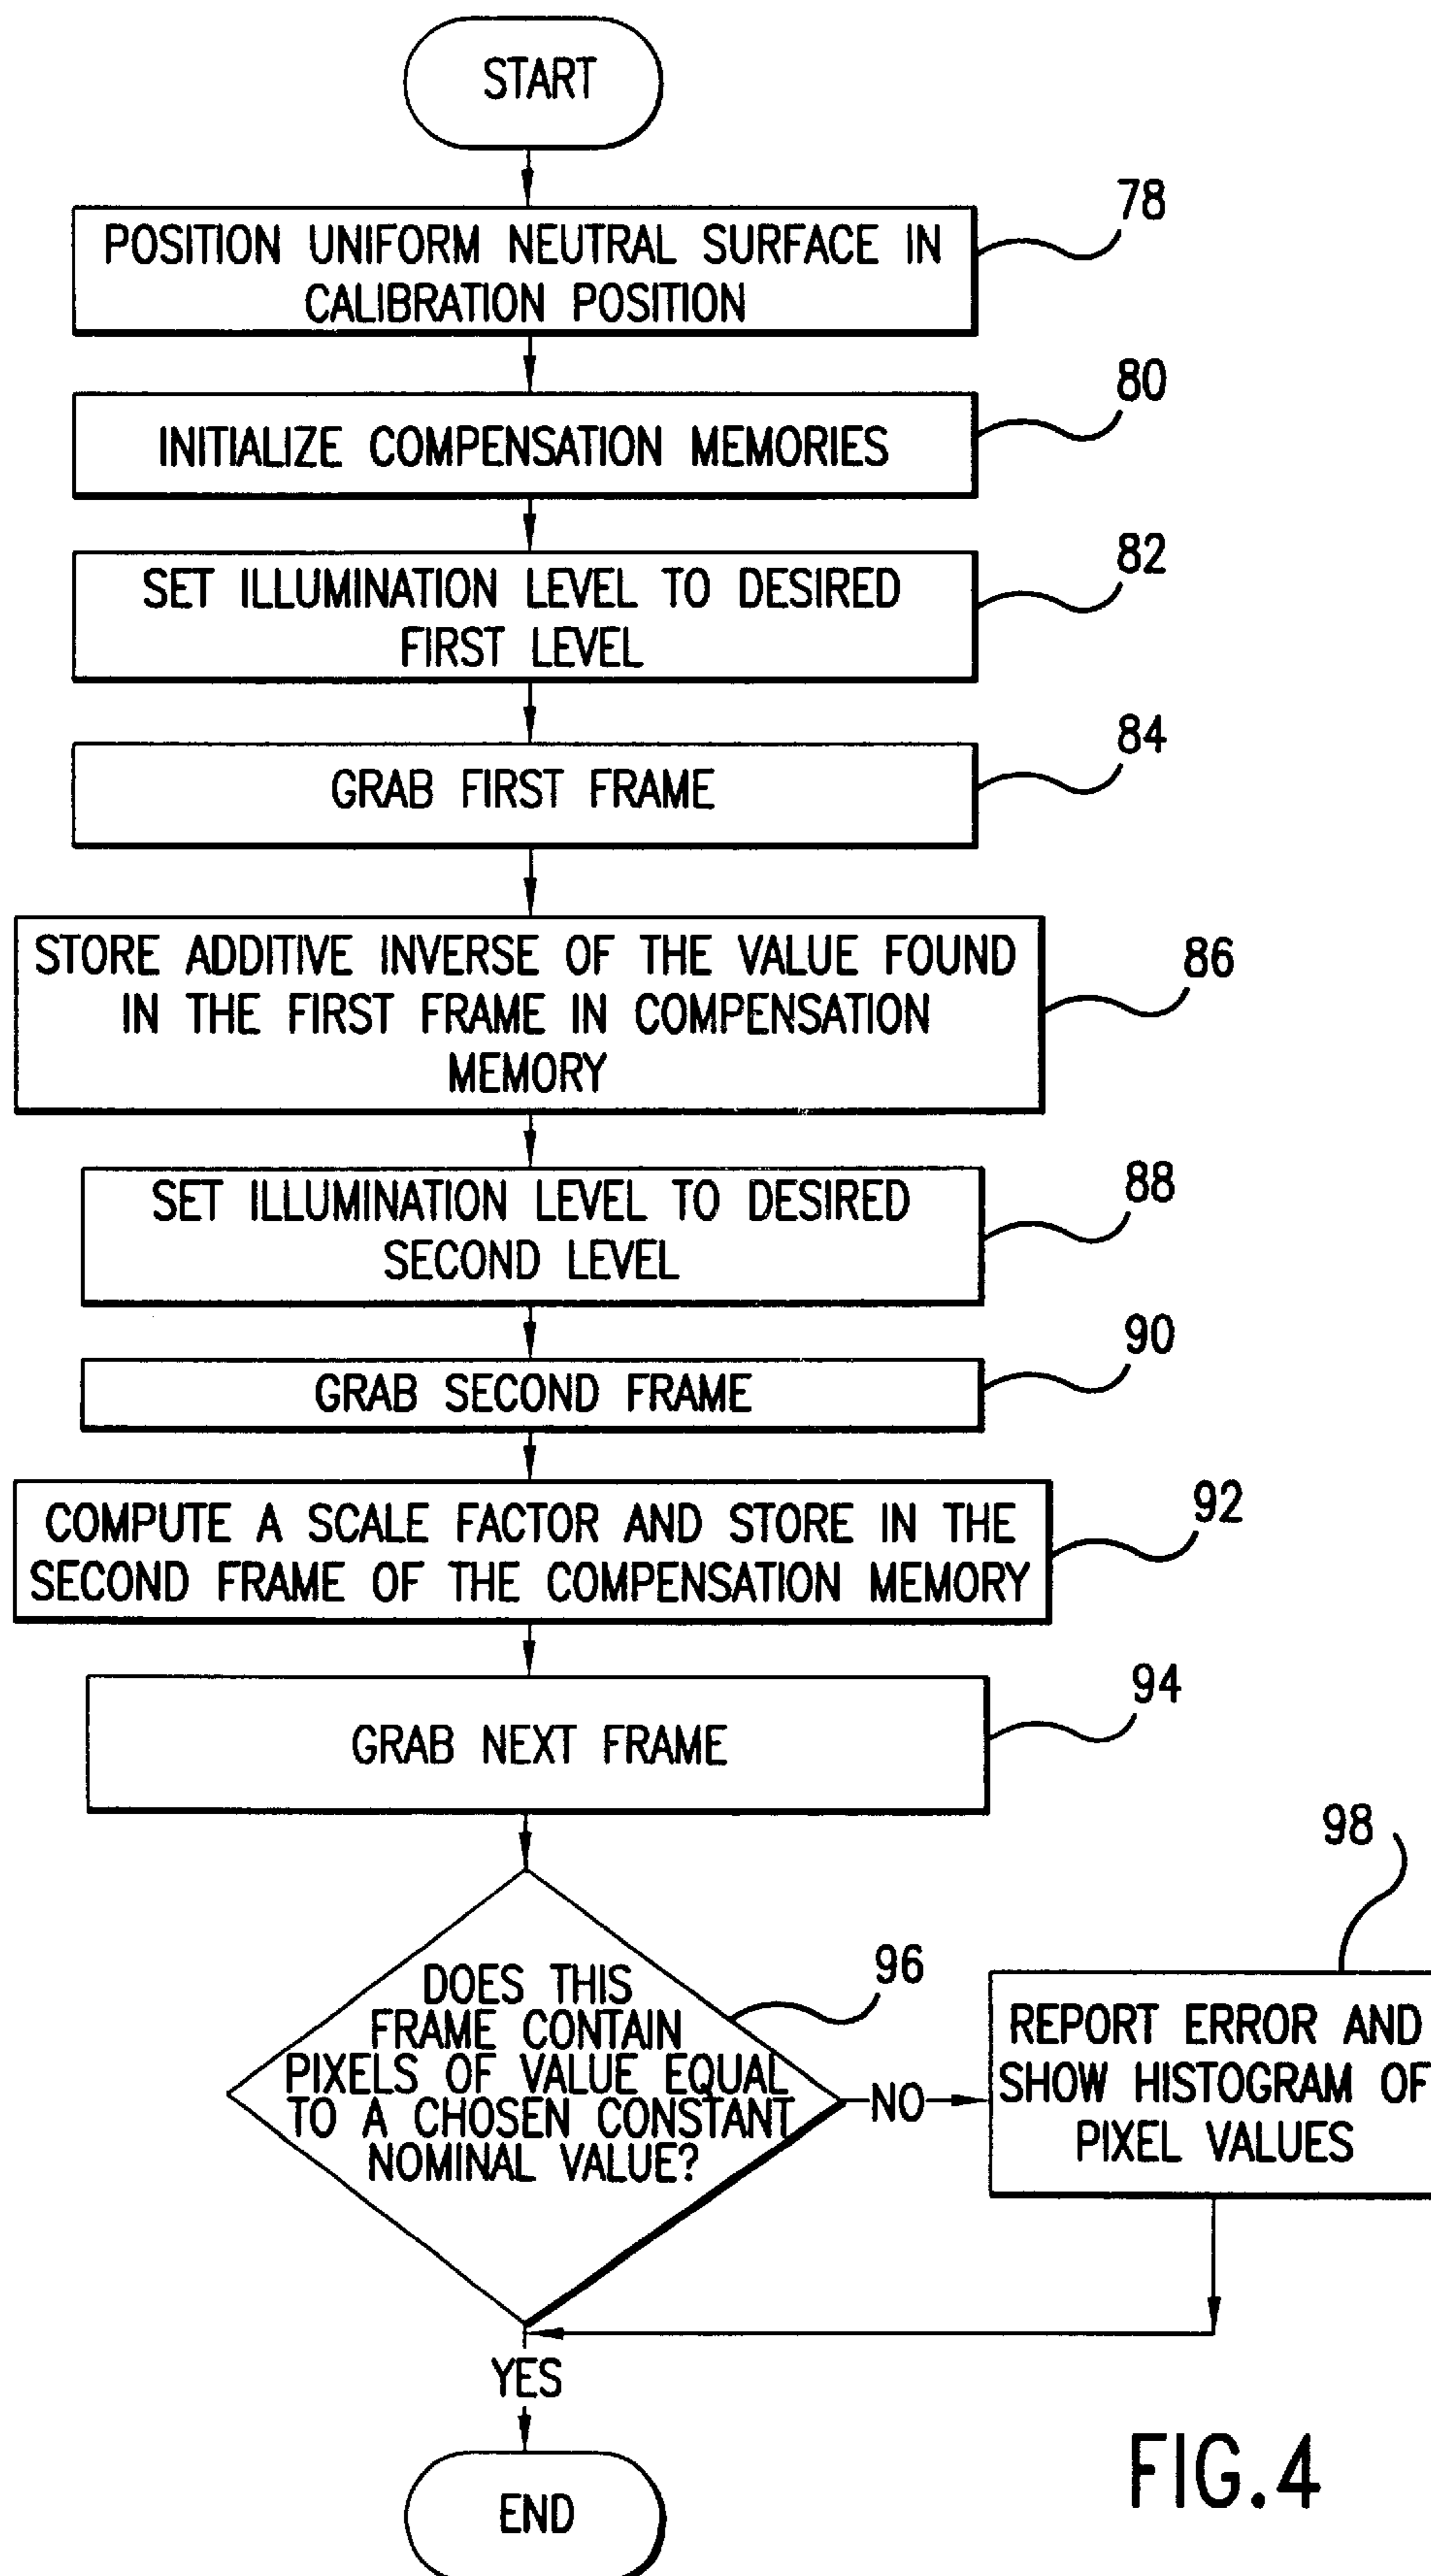 START
POSITION UNIFORM NEUTRAL SURFACE IN
CALIBRATION POSITION
78
INITIALIZE COMPENSATION MEMORIES
80
SET ILLUMINATION LEVEL TO DESIRED
FIRST LEVEL
82
GRAB FIRST FRAME
84
STORE ADDITIVE INVERSE OF THE VALUE FOUND
IN THE FIRST FRAME IN COMPENSATION
MEMORY
86
SET ILLUMINATION LEVEL TO DESIRED
SECOND LEVEL
88
GRAB SECOND FRAME
90
COMPUTE A SCALE FACTOR AND STORE IN THE
SECOND FRAME OF THE COMPENSATION MEMORY
92
GRAB NEXT FRAME
94
DOES THIS
FRAME CONTAIN
PIXELS OF VALUE EQUAL
TO A CHOSEN CONSTANT
NOMINAL VALUE?
96
NO
98
REPORT ERROR AND
SHOW HISTOGRAM OF
PIXEL VALUES
YES
END
FIG.4